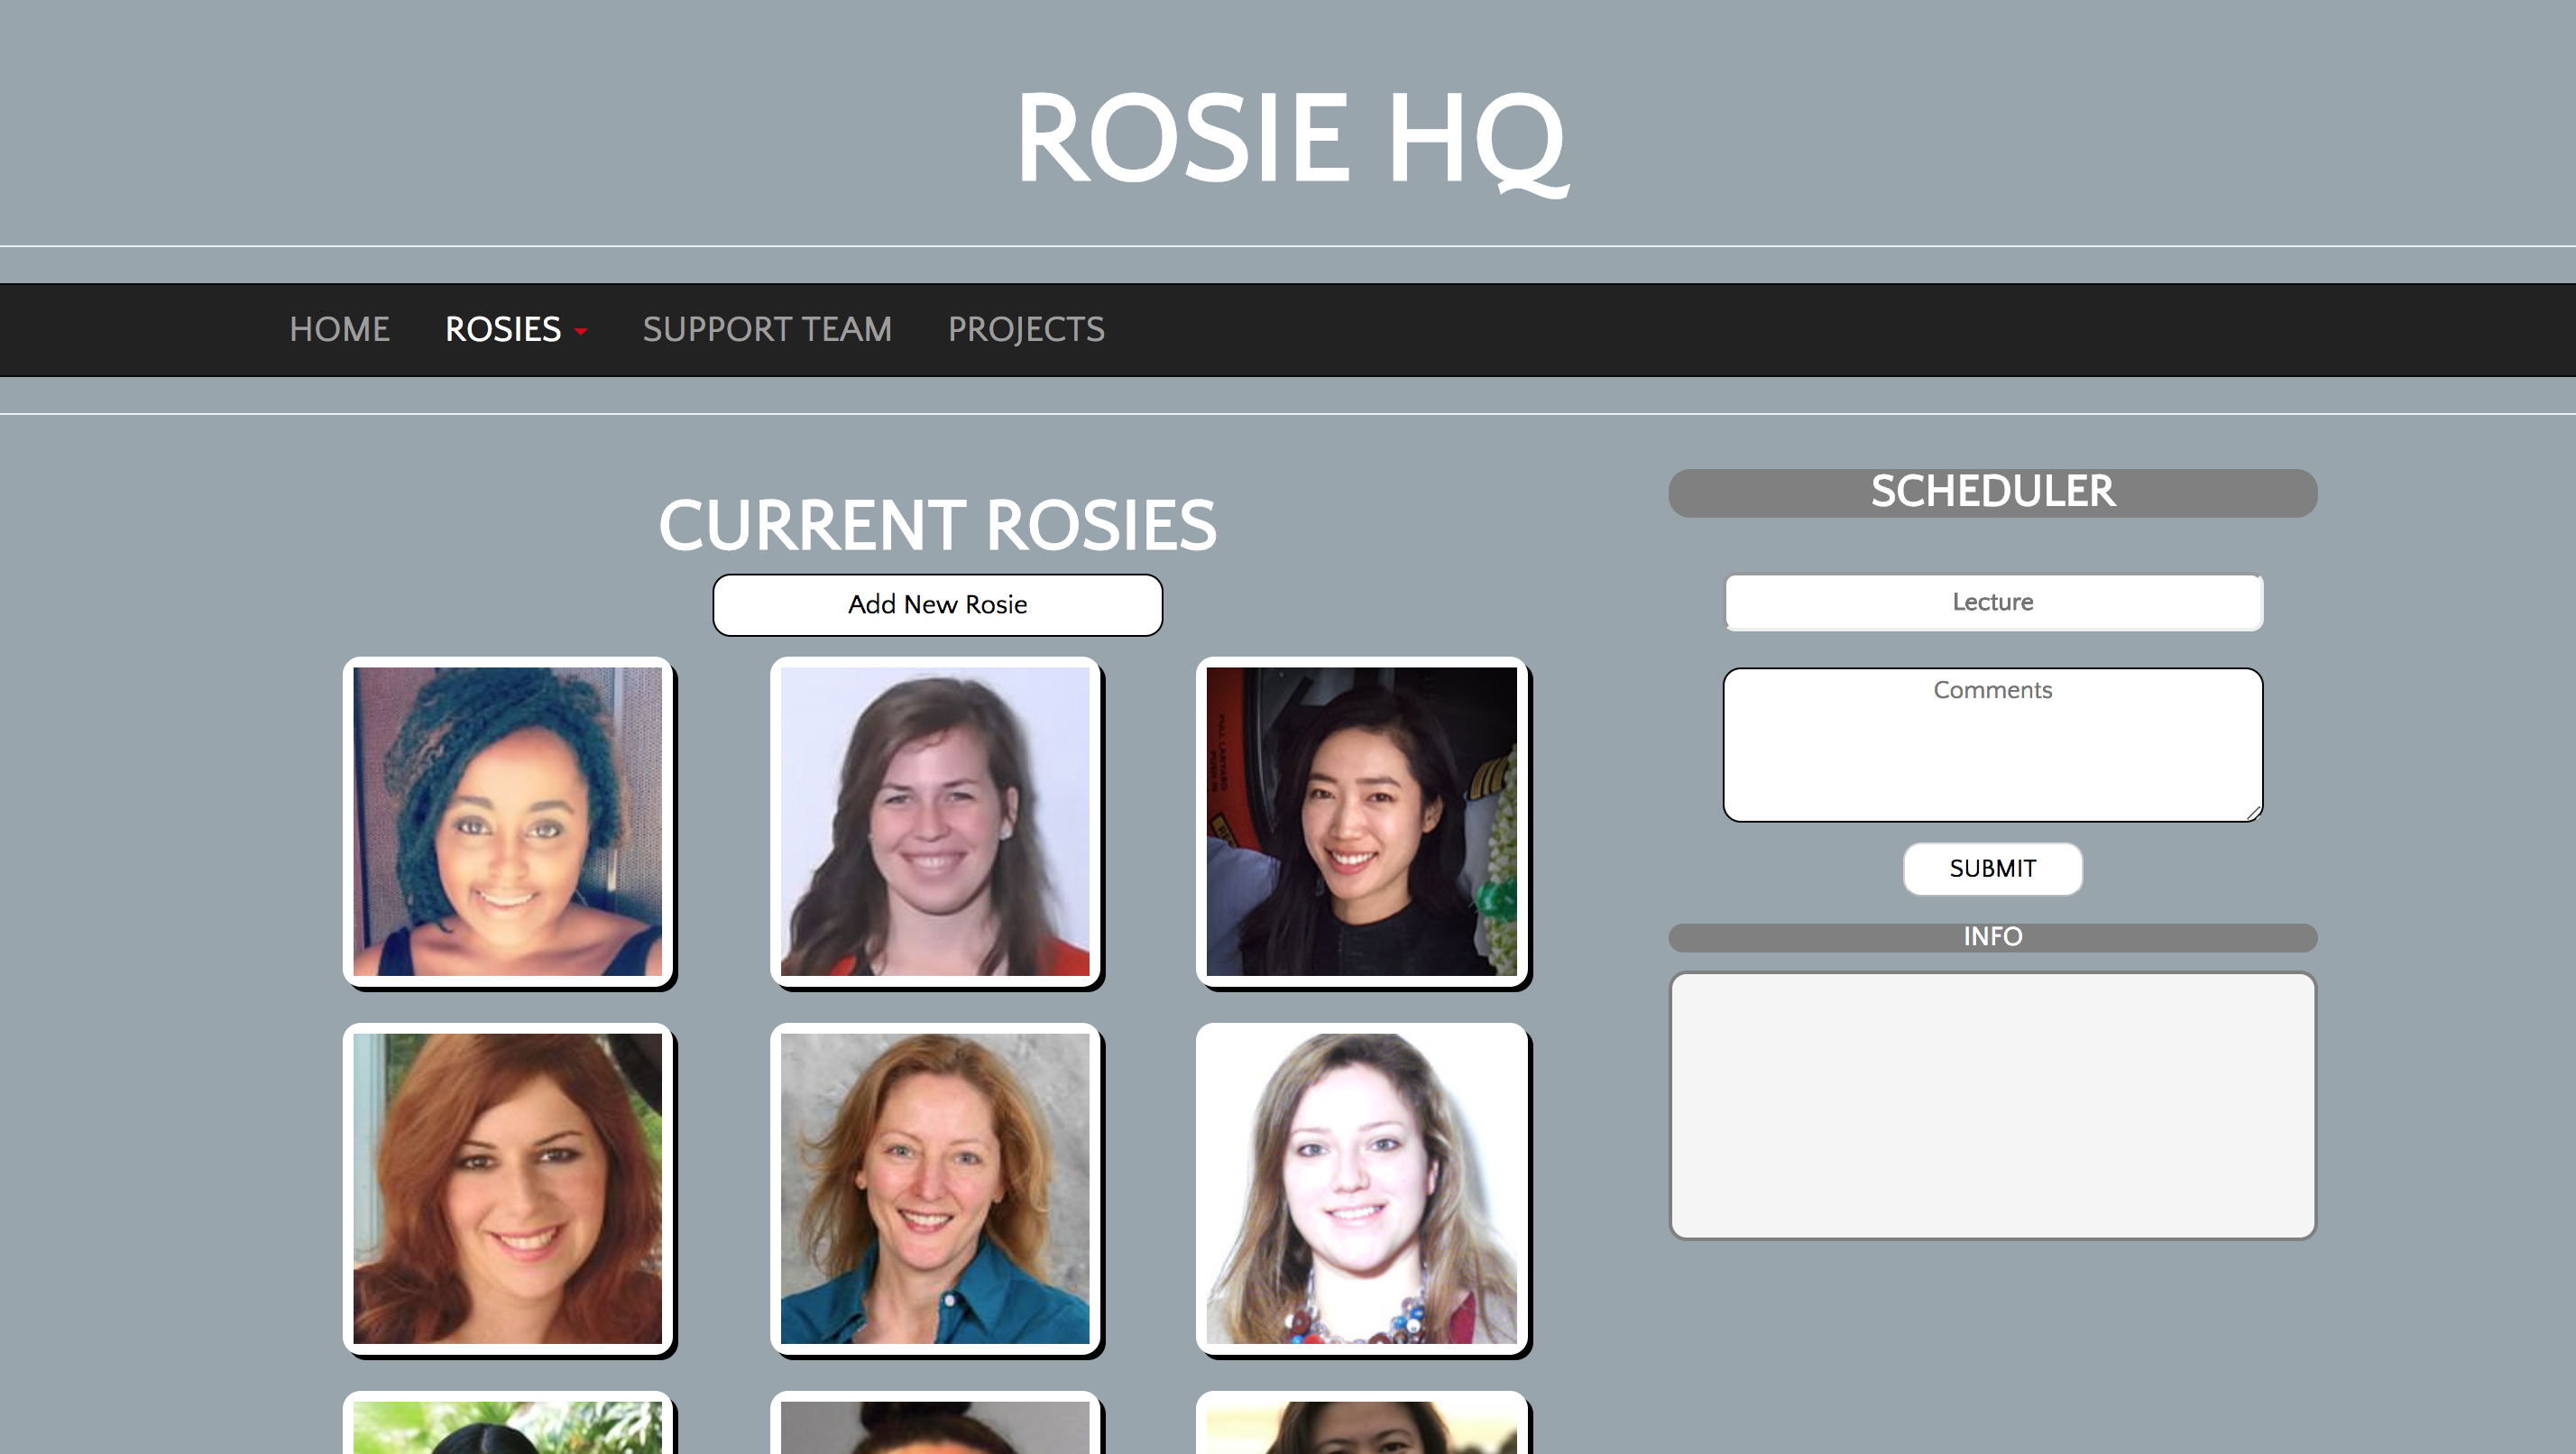 ROSIE HQ
HOME ROSIES SUPPORT TEAM PROJECTS
CURRENT ROSIES
Add New Rosie
SCHEDULER
Lecture
Comments
SUBMIT
INFO